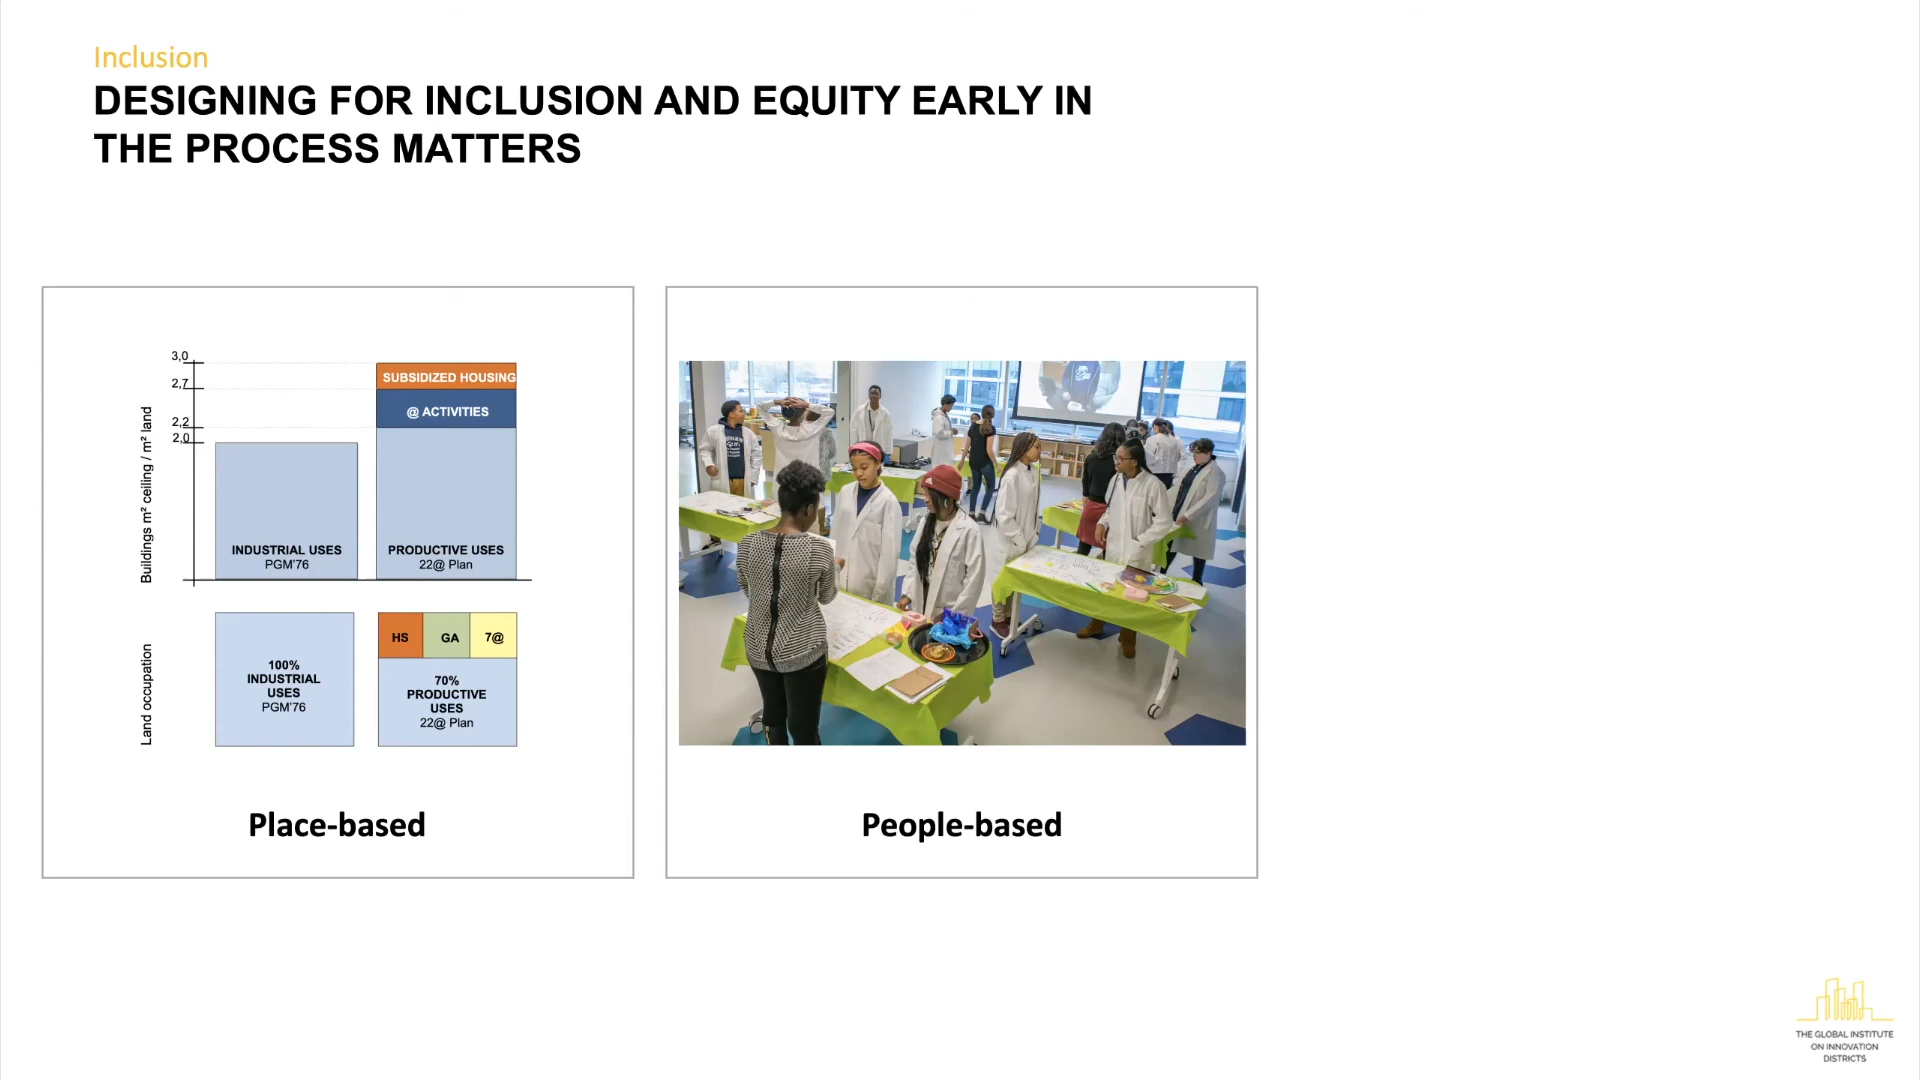 Inclusion
DESIGNING FOR INCLUSION AND EQUITY EARLY IN
THE PROCESS MATTERS
Buildings m² ceiling / m² land
3,0
2,7
2,2
2,0
INDUSTRIAL USES
PGM'76
SUBSIDIZED HOUSING
@ ACTIVITIES
PRODUCTIVE USES
22@ Plan
Land occupation
100%
INDUSTRIAL
USES
PGM'76
HS
GA
7@
70%
PRODUCTIVE
USES
22@ Plan
Place-based
People-based
THE GLOBAL INSTITUTE
ON INNOVATION
DISTRICTS